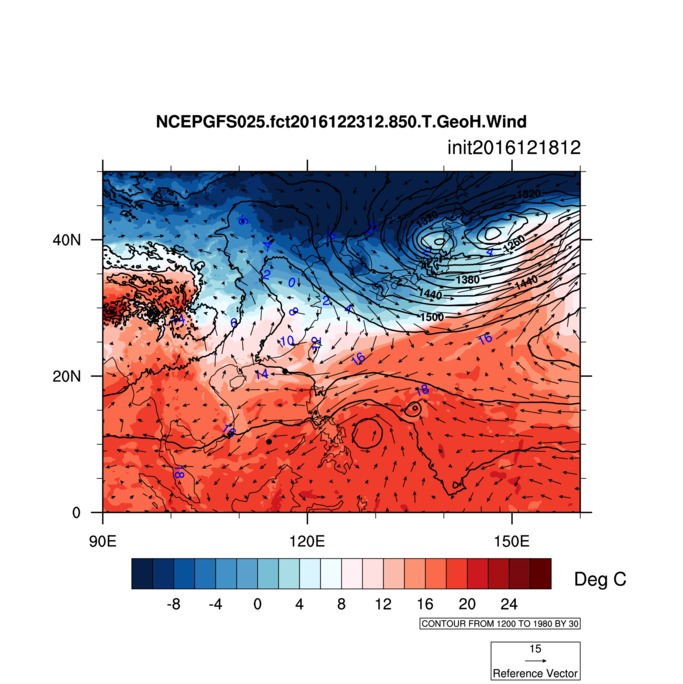 NCEPGFS025.fct2016122312.850.T.GeoH.Wind
init2016121812
1320
40N
1260
1380
1440
1440
1500
16
16
10
14
18
20N
18
0
90E
120E
150E
-8 -4 0 4 8 12 16 20 24
Deg C
CONTOUR FROM 1200 TO 1980 BY 30
15
Reference Vector